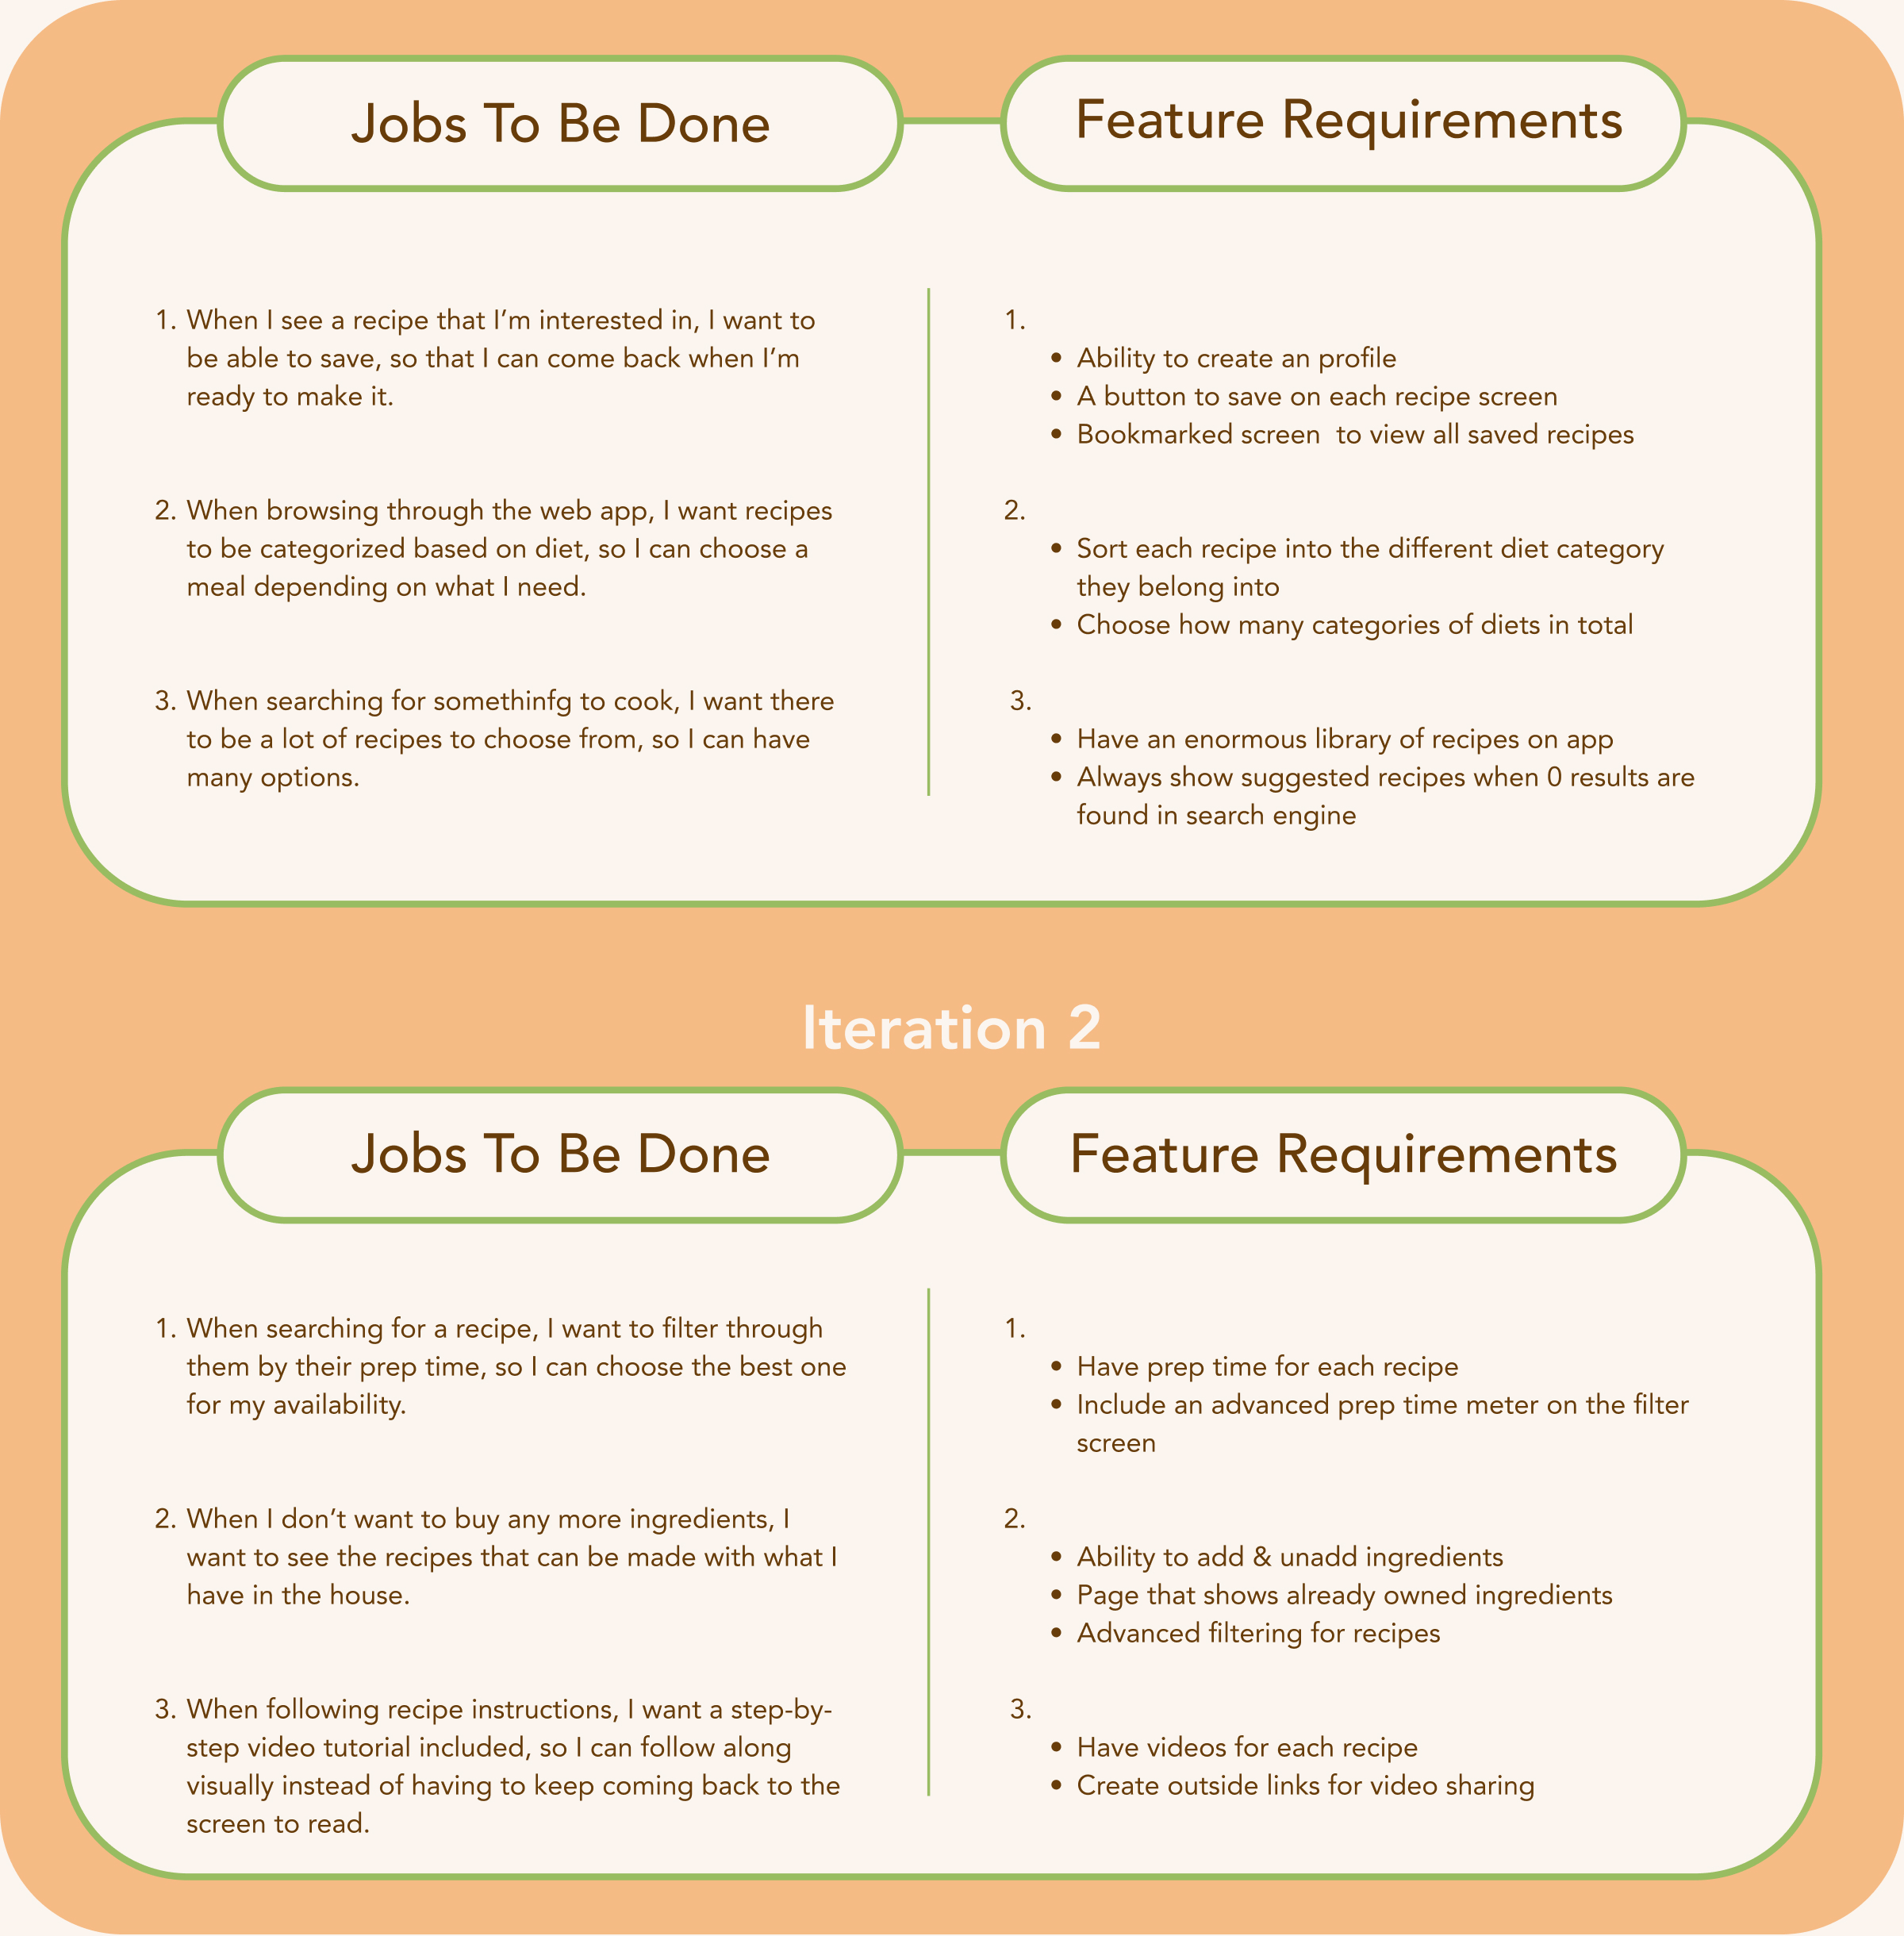 Jobs To Be Done
Feature Requirements
1. When I see a recipe that I’m interested in, I want to
be able to save, so that I can come back when I’m
ready to make it.
2. When browsing through the web app, I want recipes
to be categorized based on diet, so I can choose a
meal depending on what I need.
3. When searching for somethinfg to cook, I want there
to be a lot of recipes to choose from, so I can have
many options.
1.
• Ability to create an profile
• A button to save on each recipe screen
• Bookmarked screen  to view all saved recipes
2.
• Sort each recipe into the different diet category
they belong into
• Choose how many categories of diets in total
3.
• Have an enormous library of recipes on app
• Always show suggested recipes when 0 results are
found in search engine
Iteration 2
Jobs To Be Done
Feature Requirements
1. When searching for a recipe, I want to filter through
them by their prep time, so I can choose the best one
for my availability.
2. When I don’t want to buy any more ingredients, I
want to see the recipes that can be made with what I
have in the house.
3. When following recipe instructions, I want a step-by-
step video tutorial included, so I can follow along
visually instead of having to keep coming back to the
screen to read.
1.
• Have prep time for each recipe
• Include an advanced prep time meter on the filter
screen
2.
• Ability to add & unadd ingredients
• Page that shows already owned ingredients
• Advanced filtering for recipes
3.
• Have videos for each recipe
• Create outside links for video sharing